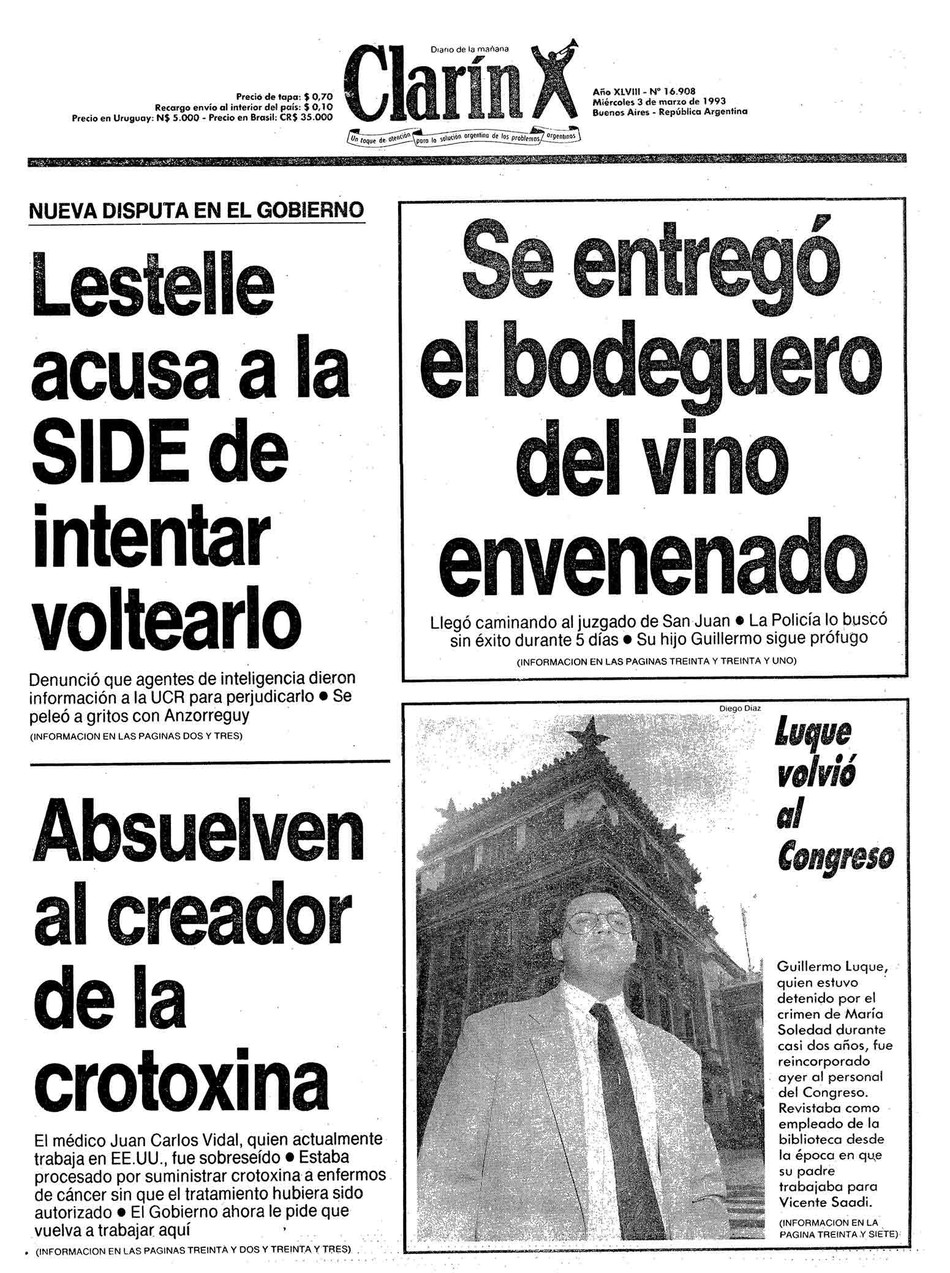 Diario de la mañana
Clarín
Precio de tapa: $ 0,70
Recargo envío al interior del país: $ 0,10
Precio en Uruguay: N$ 5.000 - Precio en Brasil: CR$ 35.000
Año XLVIII - Nº 16.908
Miércoles 3 de marzo de 1993
Buenos Aires - República Argentina
Un toque de atención para la solución argentina de los problemas argentinos
NUEVA DISPUTA EN EL GOBIERNO
Lestelle
acusa a la
SIDE de
intentar
voltearlo
Denunció que agentes de inteligencia dieron
información a la UCR para perjudicarlo ● Se
peleó a gritos con Anzorreguy
(INFORMACION EN LAS PAGINAS DOS Y TRES)
Absuelven
al creador
de la
crotoxina
El médico Juan Carlos Vidal, quien actualmente
trabaja en EE.UU., fue sobreseído ● Estaba
procesado por suministrar crotoxina a enfermos
de cáncer sin que el tratamiento hubiera sido
autorizado ● El Gobierno ahora le pide que
vuelva a trabajar aquí
(INFORMACION EN LAS PAGINAS TREINTA Y DOS Y TREINTA Y TRES)
Se entregó
el bodeguero
del vino
envenenado
Llegó caminando al juzgado de San Juan ● La Policía lo buscó
sin éxito durante 5 días ● Su hijo Guillermo sigue prófugo
(INFORMACION EN LAS PAGINAS TREINTA Y TREINTA Y UNO)
Diego Díaz
Luque
volvió
al
Congreso
Guillermo Luque,
quien estuvo
detenido por el
crimen de María
Soledad durante
casi dos años, fue
reincorporado
ayer al personal
del Congreso.
Revistaba como
empleado de la
biblioteca desde
la época en que
su padre
trabajaba para
Vicente Saadi.
(INFORMACION EN LA
PAGINA TREINTA Y SIETE)